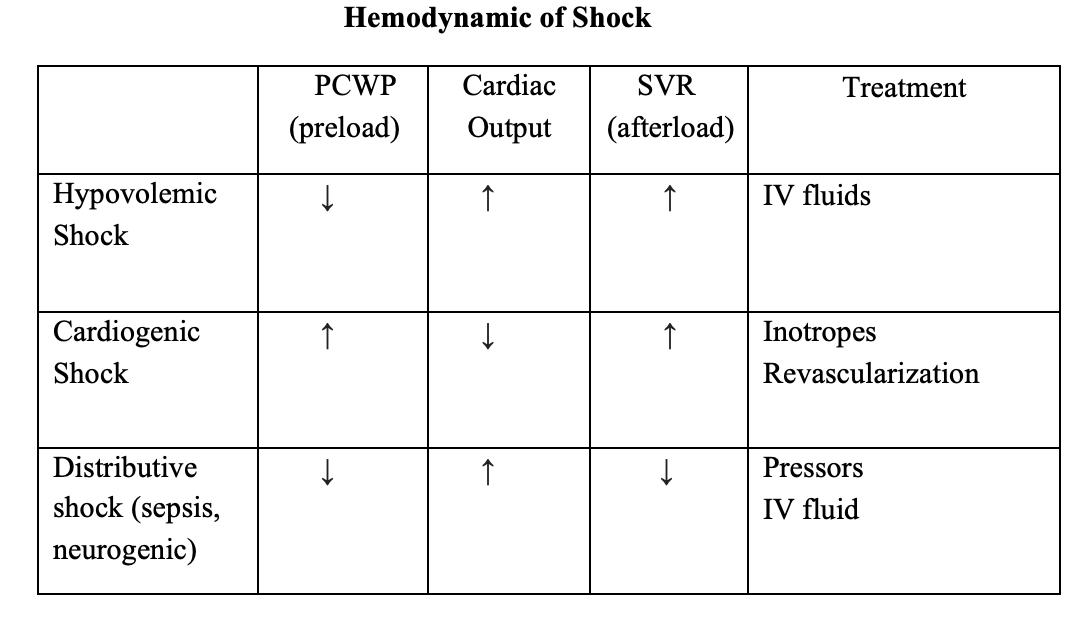 Hemodynamic of Shock
PCWP
(preload)
Cardiac
Output
SVR
(afterload)
Treatment
Hypovolemic
Shock
↓
↑
↑
IV fluids
Cardiogenic
Shock
↑
↓
↑
Inotropes
Revascularization
Distributive
shock (sepsis,
neurogenic)
↓
↑
↓
Pressors
IV fluid